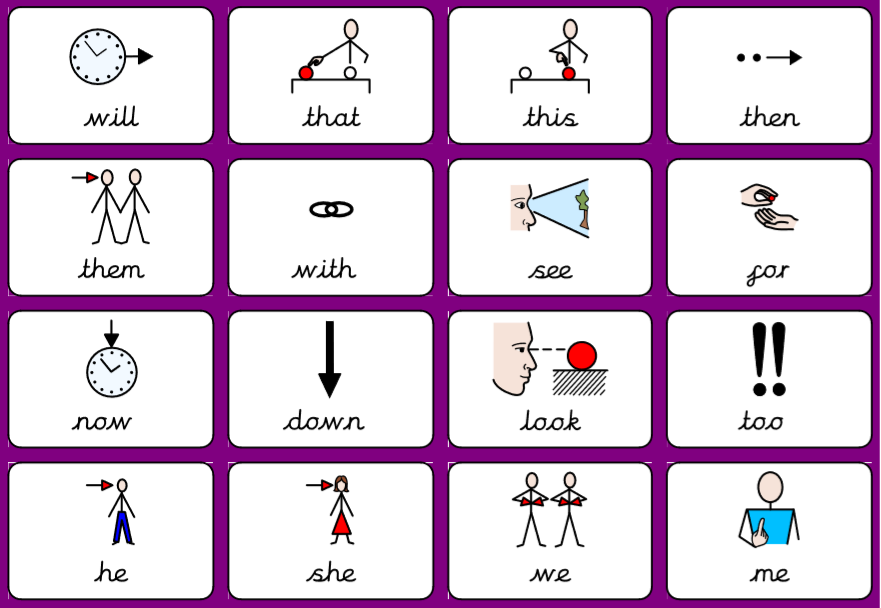 will
that
this
then
them
with
see
for
now
down
look
too
he
she
we
me